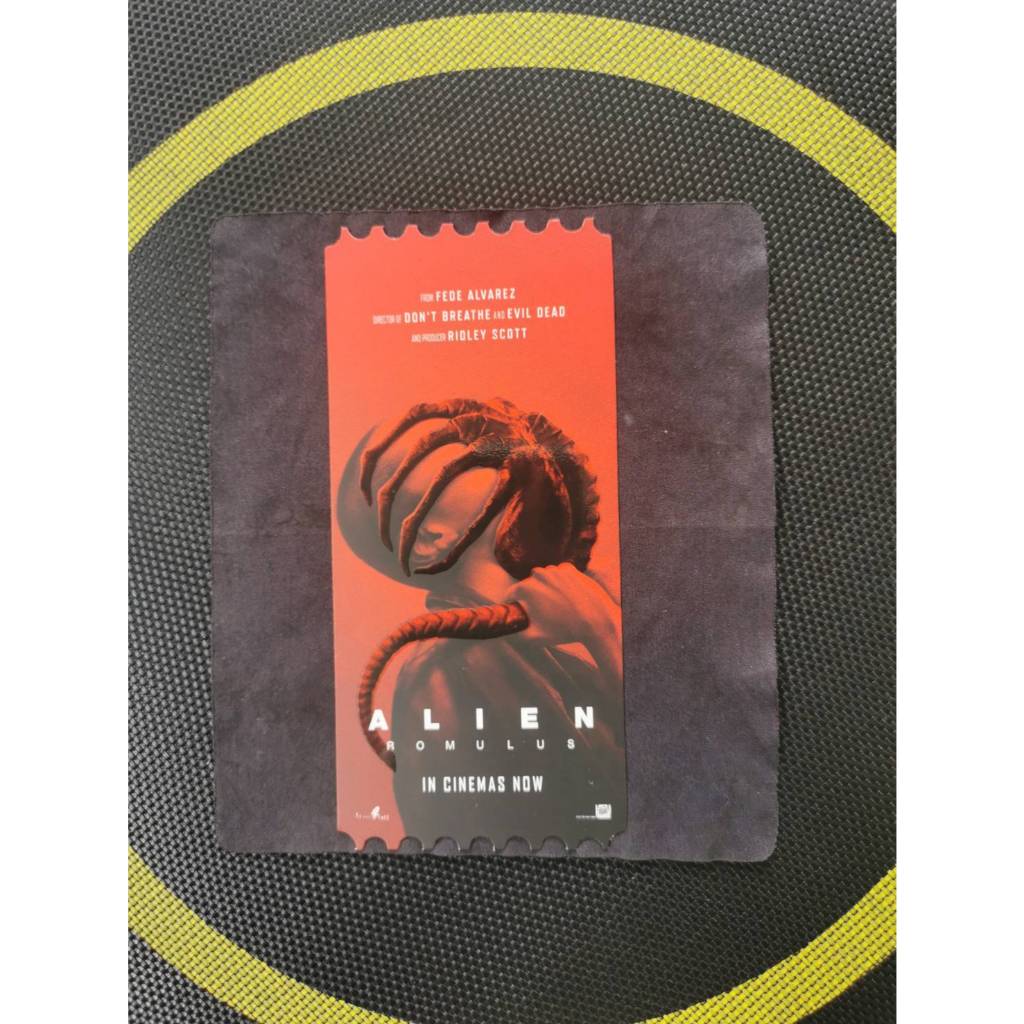 FROM FEDE ALVAREZ
DIRECTOR OF DON'T BREATHE AND EVIL DEAD
AND PRODUCER RIDLEY SCOTT
ALIEN
ROMULUS
IN CINEMAS NOW